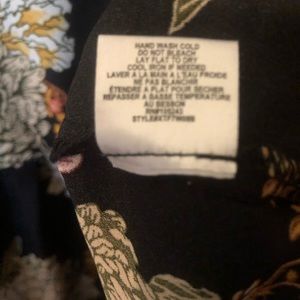 HAND WASH COLD
DO NOT BLEACH
LAY FLAT TO DRY
COOL IRON IF NEEDED
LAVER A LA MAIN A L'EAU FROIDE
NE PAS BLANCHIR
ÉTENDRE A PLAT POUR SECHER
REPASSER A BASSE TEMPERATURE
AU BESOIN